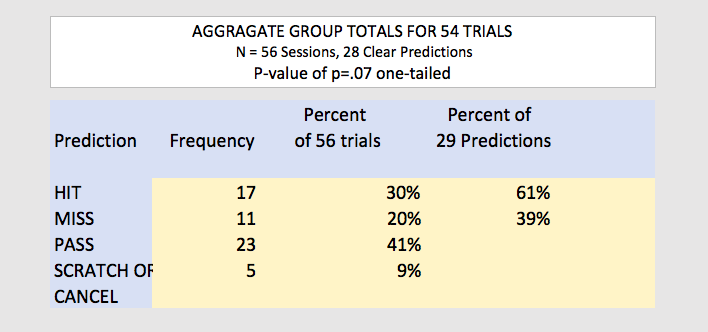 AGGRAGATE GROUP TOTALS FOR 54 TRIALS
N = 56 Sessions, 28 Clear Predictions
P-value of p=.07 one-tailed
Percent Percent of
Prediction Frequency of 56 trials 29 Predictions
HIT 17 30% 61%
MISS 11 20% 39%
PASS 23 41%
SCRATCH OR 5 9%
CANCEL